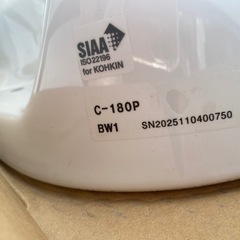 SIAA
ISO 22196
for KOHKIN
C-180P
BW1 SN2025110400750